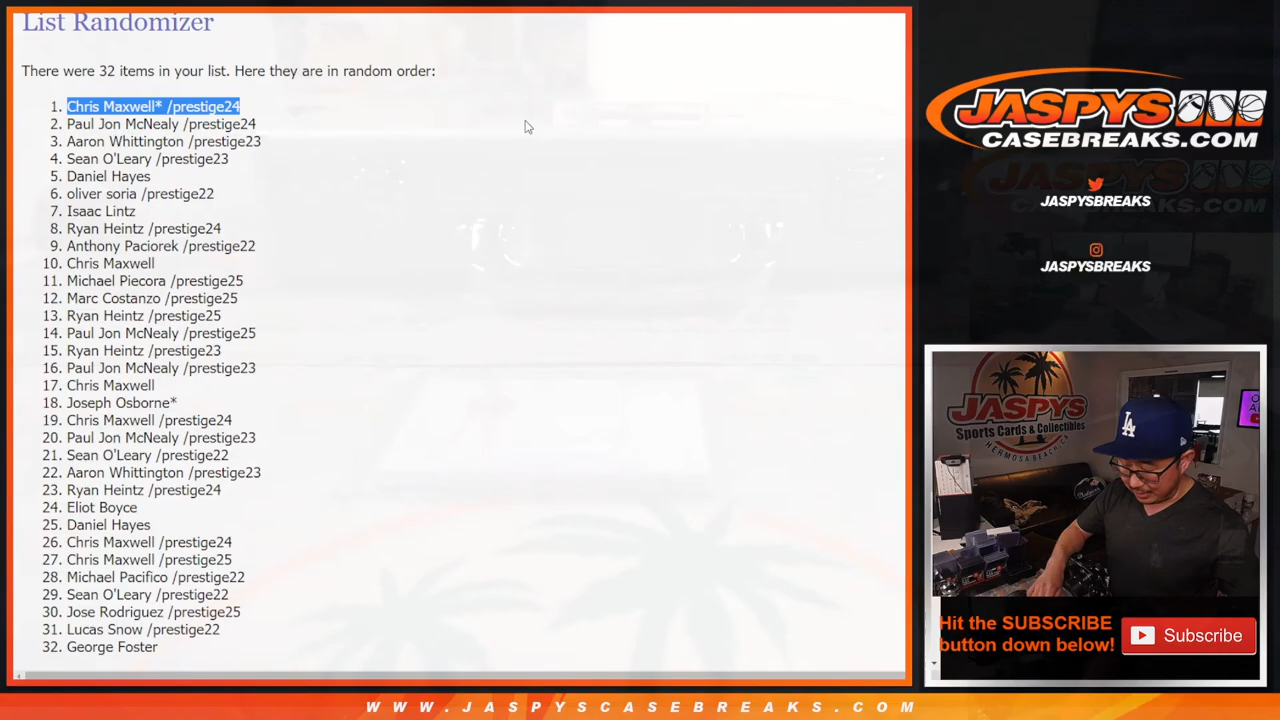 List Randomizer
There were 32 items in your list. Here they are in random order:
1. Chris Maxwell* /prestige24
2. Paul Jon McNealy /prestige24
3. Aaron Whittington /prestige23
4. Sean O'Leary /prestige23
5. Daniel Hayes
6. oliver soria /prestige22
7. Isaac Lintz
8. Ryan Heintz /prestige24
9. Anthony Paciorek /prestige22
10. Chris Maxwell
11. Michael Piecora /prestige25
12. Marc Costanzo /prestige25
13. Ryan Heintz /prestige25
14. Paul Jon McNealy /prestige25
15. Ryan Heintz /prestige23
16. Paul Jon McNealy /prestige23
17. Chris Maxwell
18. Joseph Osborne*
19. Chris Maxwell /prestige24
20. Paul Jon McNealy /prestige23
21. Sean O'Leary /prestige22
22. Aaron Whittington /prestige23
23. Ryan Heintz /prestige24
24. Eliot Boyce
25. Daniel Hayes
26. Chris Maxwell /prestige24
27. Chris Maxwell /prestige25
28. Michael Pacifico /prestige22
29. Sean O'Leary /prestige22
30. Jose Rodriguez /prestige25
31. Lucas Snow /prestige22
32. George Foster
JASPYS
CASEBREAKS.COM
JASPYSBREAKS
JASPYSBREAKS
JASPYS
Sports Cards & Collectibles
HERMOSA BEACH, CA
LA
Hit the SUBSCRIBE
button down below!
Subscribe
WWW.JASPYSCASEBREAKS.COM